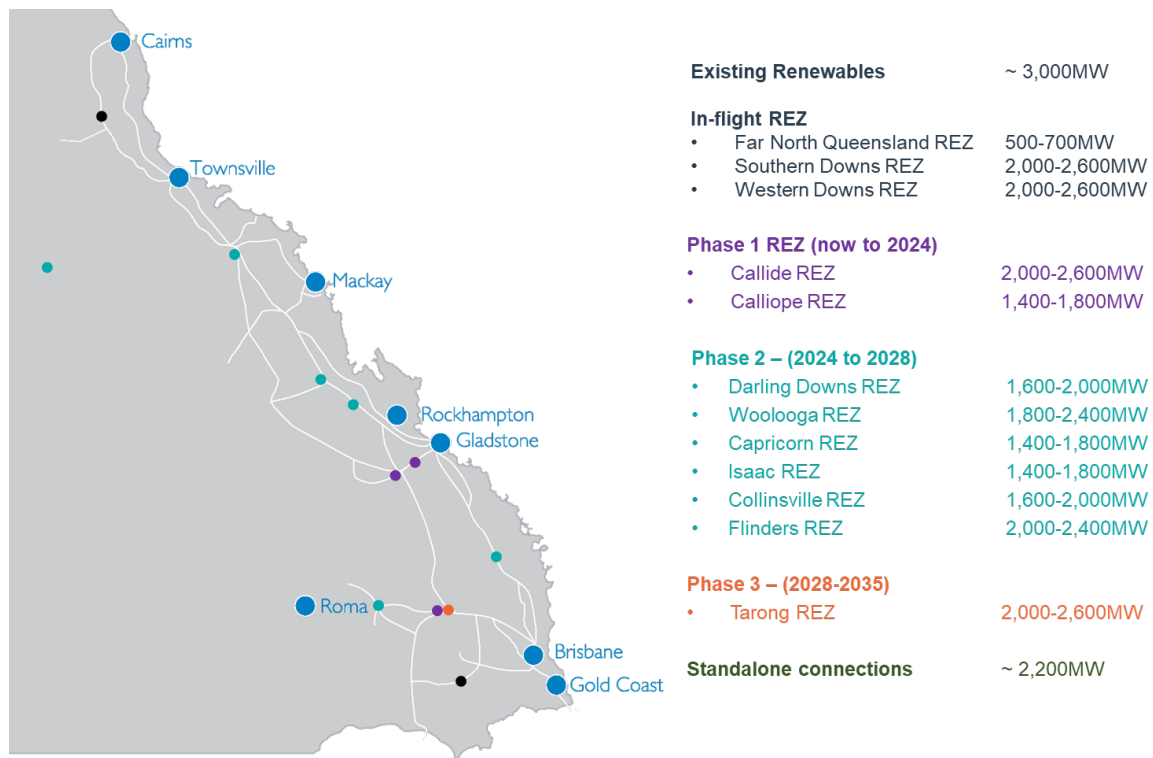 Cairns
Townsville
Mackay
Rockhampton
Gladstone
Roma
Brisbane
Gold Coast
Existing Renewables ~ 3,000MW
In-flight REZ
• Far North Queensland REZ 500-700MW
• Southern Downs REZ 2,000-2,600MW
• Western Downs REZ 2,000-2,600MW
Phase 1 REZ (now to 2024)
• Callide REZ 2,000-2,600MW
• Calliope REZ 1,400-1,800MW
Phase 2 – (2024 to 2028)
• Darling Downs REZ 1,600-2,000MW
• Woolooga REZ 1,800-2,400MW
• Capricorn REZ 1,400-1,800MW
• Isaac REZ 1,400-1,800MW
• Collinsville REZ 1,600-2,000MW
• Flinders REZ 2,000-2,400MW
Phase 3 – (2028-2035)
• Tarong REZ 2,000-2,600MW
Standalone connections ~ 2,200MW